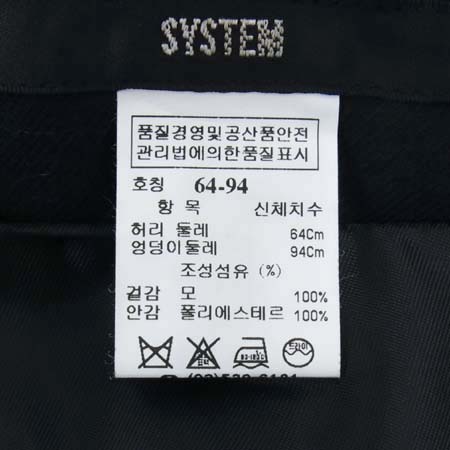 SYSTEM
품질경영및공산품안전
관리법에의한품질표시
호칭 64-94
항 목 신체치수
허리 둘레 64Cm
엉덩이둘레 94Cm
조성섬유 (%)
겉감 모 100%
안감 폴리에스테르 100%
드라이